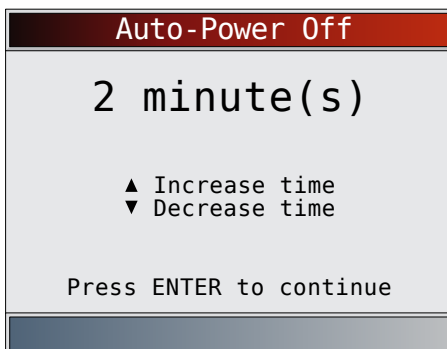 Auto-Power Off
2 minute(s)
▲ Increase time
▼ Decrease time
Press ENTER to continue